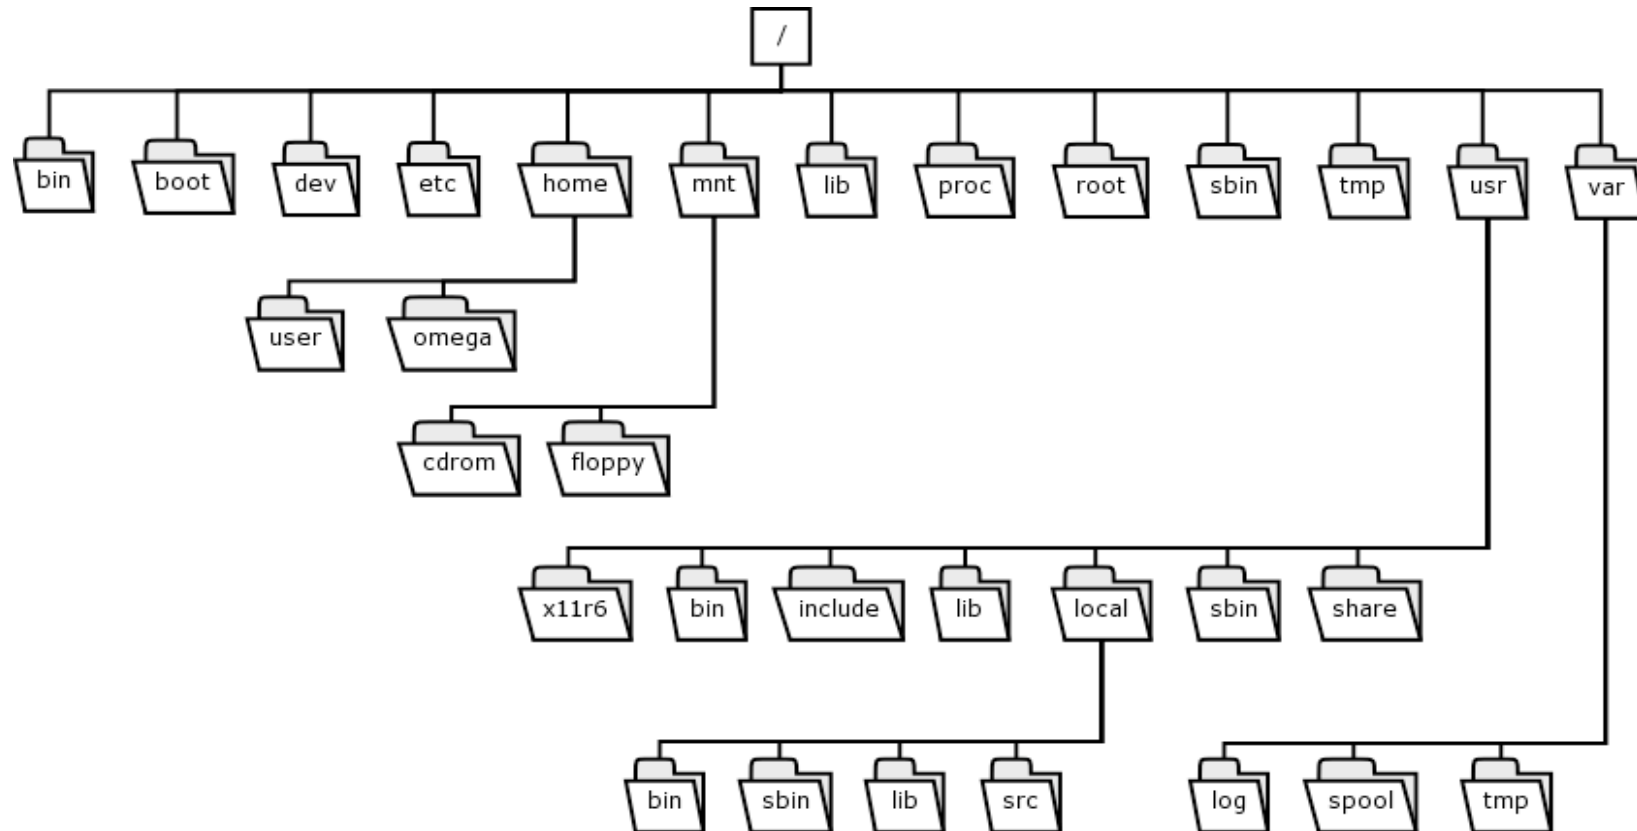 /
bin boot dev etc home mnt lib proc root sbin tmp usr var
user omega
cdrom floppy
x11r6 bin include lib local sbin share
bin sbin lib src log spool tmp